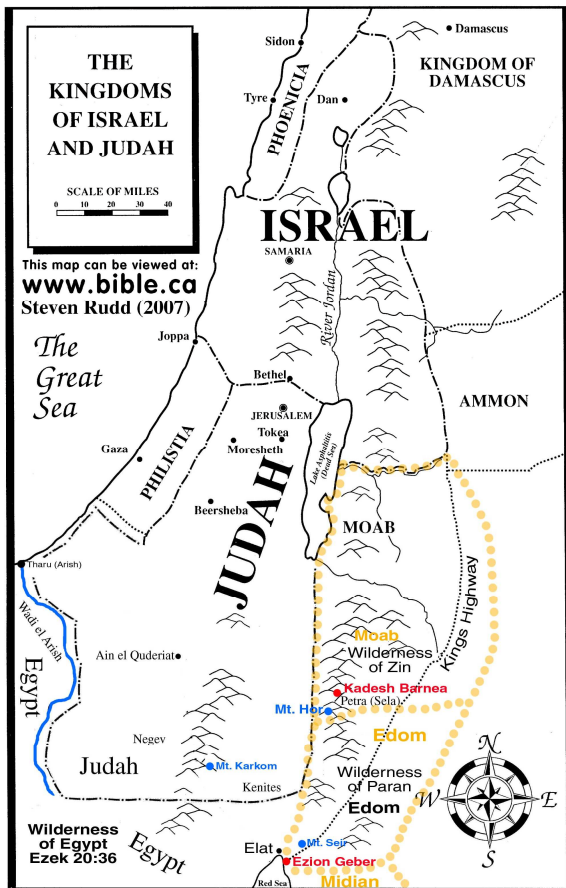 THE
KINGDOMS
OF ISRAEL
AND JUDAH
SCALE OF MILES
0 10 20 30 40
This map can be viewed at:
www.bible.ca
Steven Rudd (2007)
Sidon
Damascus
KINGDOM OF
DAMASCUS
Tyre
Dan
PHOENICIA
ISRAEL
SAMARIA
River Jordan
The
Great
Sea
Joppa
Bethel
JERUSALEM
Tokea
Moresheth
AMMON
Gaza
PHILISTIA
Lake Asphaltitis
(Dead Sea)
Beersheba
JUDAH
MOAB
Tharu (Arish)
Wadi el Arish
Egypt
Kings Highway
Ain el Quderiat
Moab
Wilderness
of Zin
Kadesh Barnea
Petra (Sela)
Mt. Hor
Edom
Negev
Judah
Mt. Karkom
Kenites
Wilderness
of Paran
Edom
N
W
E
S
Wilderness
of Egypt
Ezek 20:36
Egypt
Elat
Mt. Seir
Ezion Geber
Red Sea
Midian